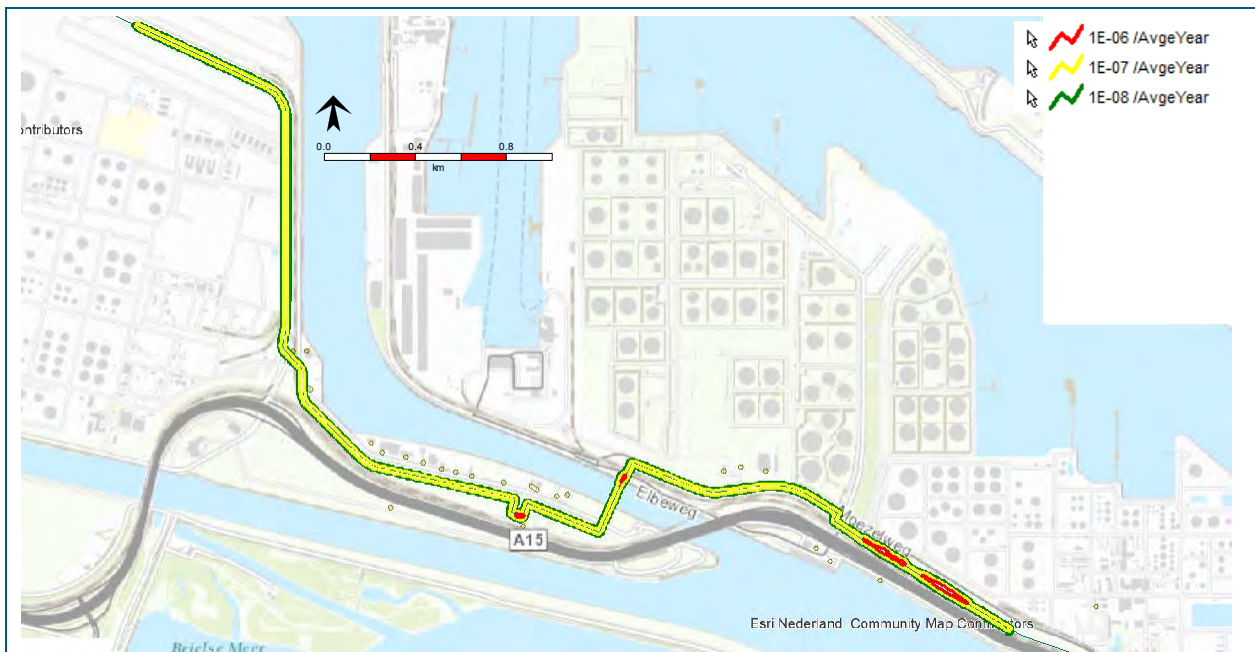 1E-06 /AvgeYear
1E-07 /AvgeYear
1E-08 /AvgeYear
ontributors
0.0 0.4 0.8
km
Elbeweg
Moezelweg
A15
Esri Nederland, Community Map Contributors
Brielse Meer